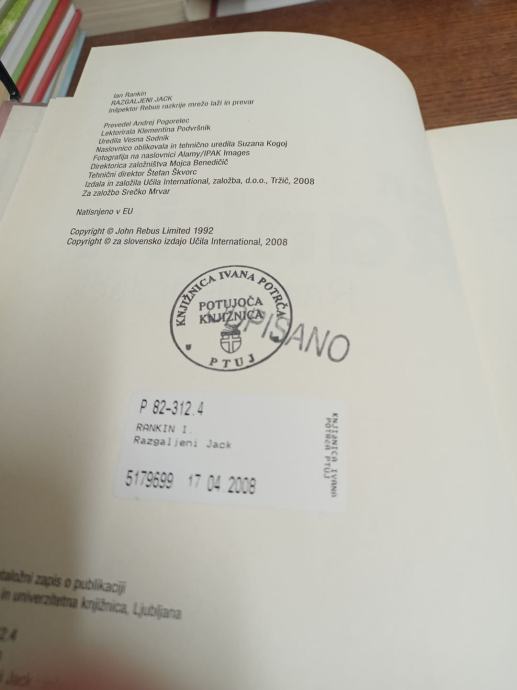 Ian Rankin
RAZGALJENI JACK
Inšpektor Rebus razkrije mrežo laži in prevar
Prevedel Andrej Pogorelec
Lektorirala Klementina Podvršnik
Uredila Vesna Sodnik
Naslovnico oblikovala in tehnično uredila Suzana Kogoj
Fotografija na naslovnici Alamy/IPAK Images
Direktorica založništva Mojca Benedičič
Tehnični direktor Štefan Škvorc
Izdala in založila Učila International, založba, d.o.o., Tržič, 2008
Za založbo Srečko Mrvar
Natisnjeno v EU
Copyright © John Rebus Limited 1992
Copyright © za slovensko izdajo Učila International, 2008
KNJIŽNICA IVANA POTRČA
POTUJOČA
KNJIŽNICA
PTUJ
ODPISANO
P 82-312.4
RANKIN I.
Razgaljeni Jack
5179699 17 04 2008
KNJIŽNICA IVANA
POTRČA PTUJ
zapis o publikaciji
in univerzitetna knjižnica, Ljubljana
2.4
Jack